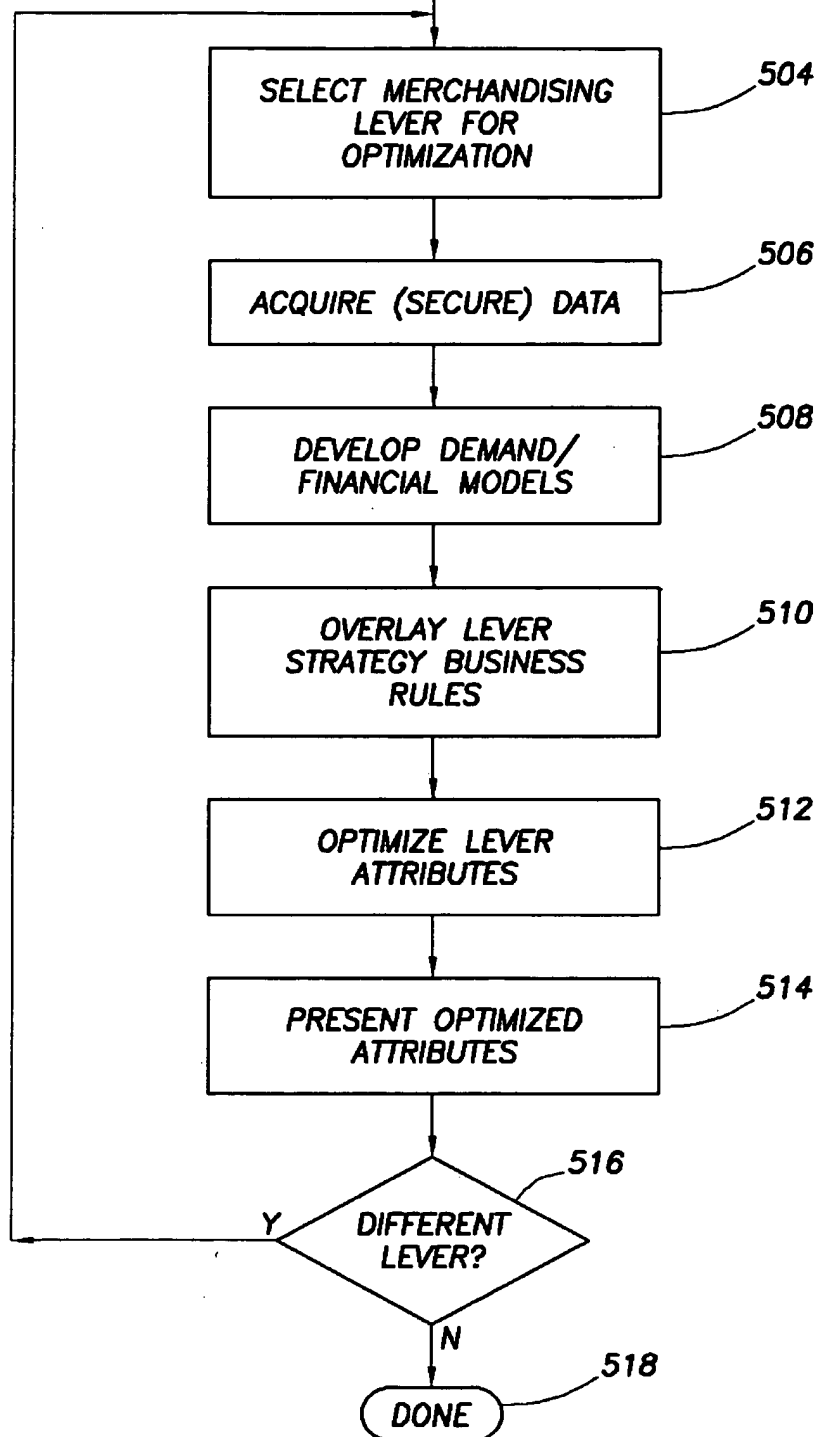 SELECT MERCHANDISING
LEVER FOR
OPTIMIZATION
504
ACQUIRE (SECURE) DATA
506
DEVELOP DEMAND/
FINANCIAL MODELS
508
OVERLAY LEVER
STRATEGY BUSINESS
RULES
510
OPTIMIZE LEVER
ATTRIBUTES
512
PRESENT OPTIMIZED
ATTRIBUTES
514
DIFFERENT
LEVER?
516
Y
N
DONE
518